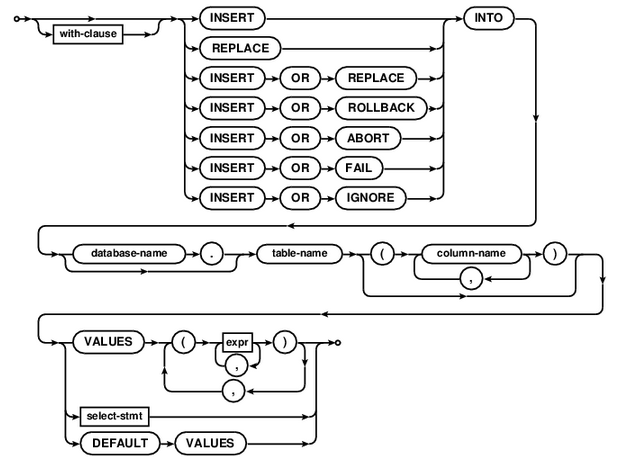 INSERT INTO
with-clause
REPLACE
INSERT OR REPLACE
INSERT OR ROLLBACK
INSERT OR ABORT
INSERT OR FAIL
INSERT OR IGNORE
database-name . table-name ( column-name )
,
VALUES ( expr )
,
,
select-stmt
DEFAULT VALUES